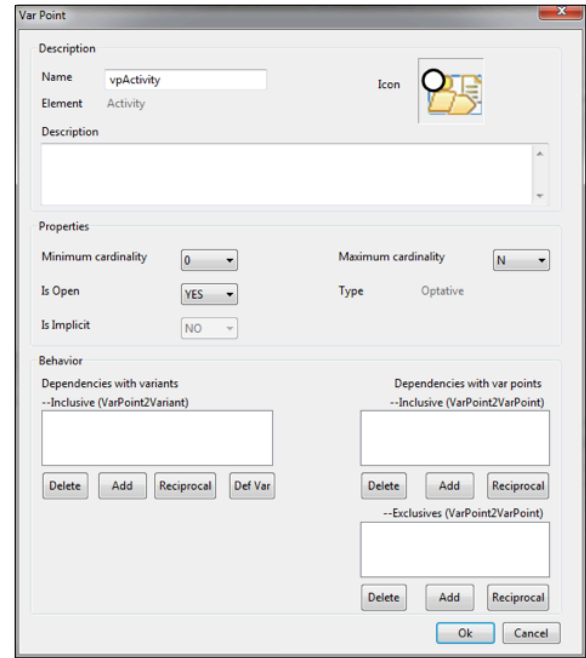 Var Point
Description
Name vpActivity Icon
Element Activity
Description
Properties
Minimum cardinality 0 Maximum cardinality N
Is Open YES Type Optative
Is Implicit NO
Behavior
Dependencies with variants Dependencies with var points
--Inclusive (VarPoint2Variant) --Inclusive (VarPoint2VarPoint)
Delete Add Reciprocal Def Var Delete Add Reciprocal
--Exclusives (VarPoint2VarPoint)
Delete Add Reciprocal
Ok Cancel